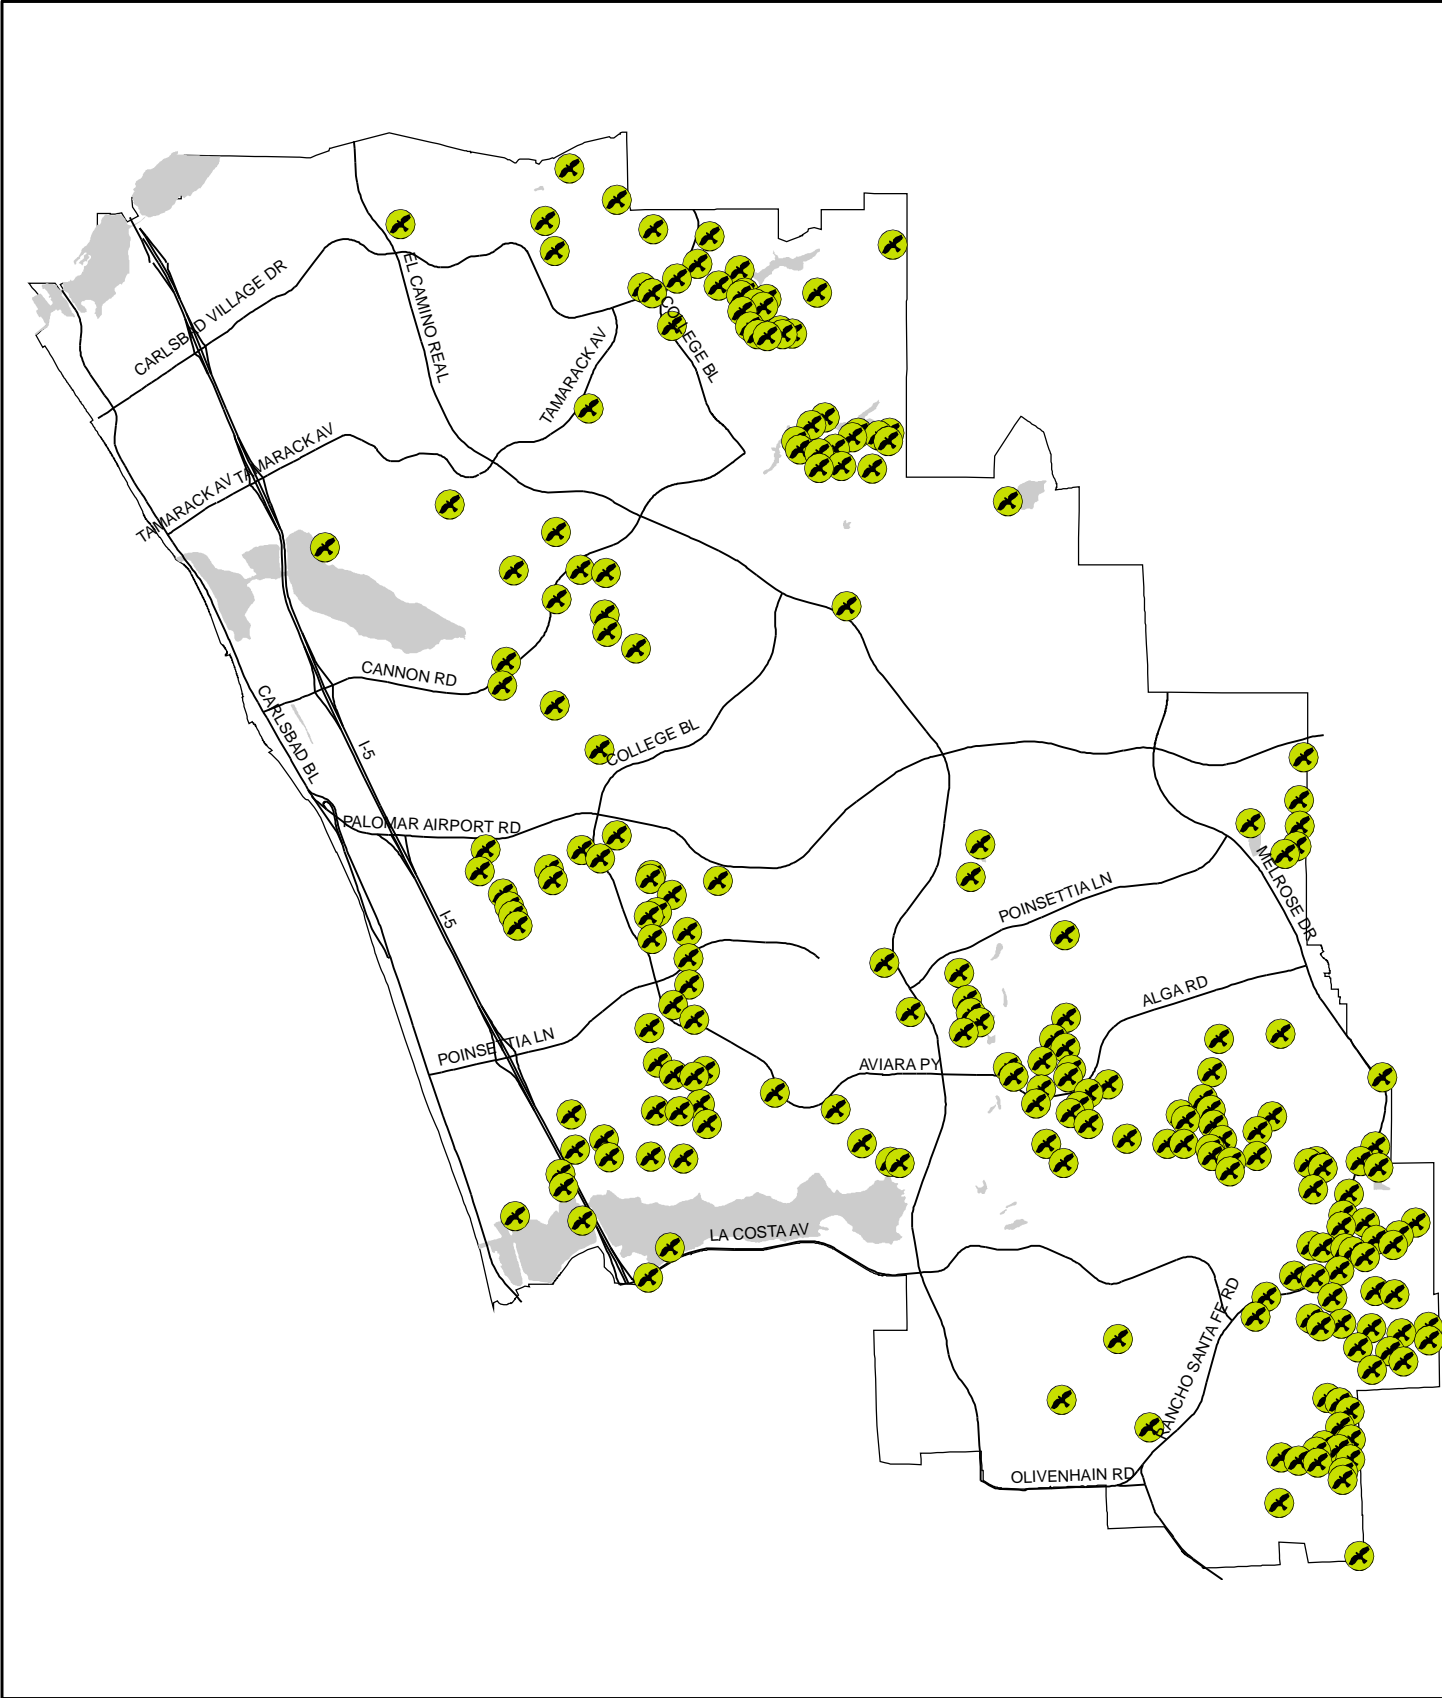 CARLSBAD VILLAGE DR
EL CAMINO REAL
COLLEGE BL
TAMARACK AV
TAMARACK AV
TAMARACK AV
CANNON RD
CARLSBAD BL
I-5
COLLEGE BL
PALOMAR AIRPORT RD
MELROSE DR
POINSETTIA LN
I-5
ALGA RD
POINSETTIA LN
AVIARA PY
LA COSTA AV
RANCHO SANTA FE RD
OLIVENHAIN RD